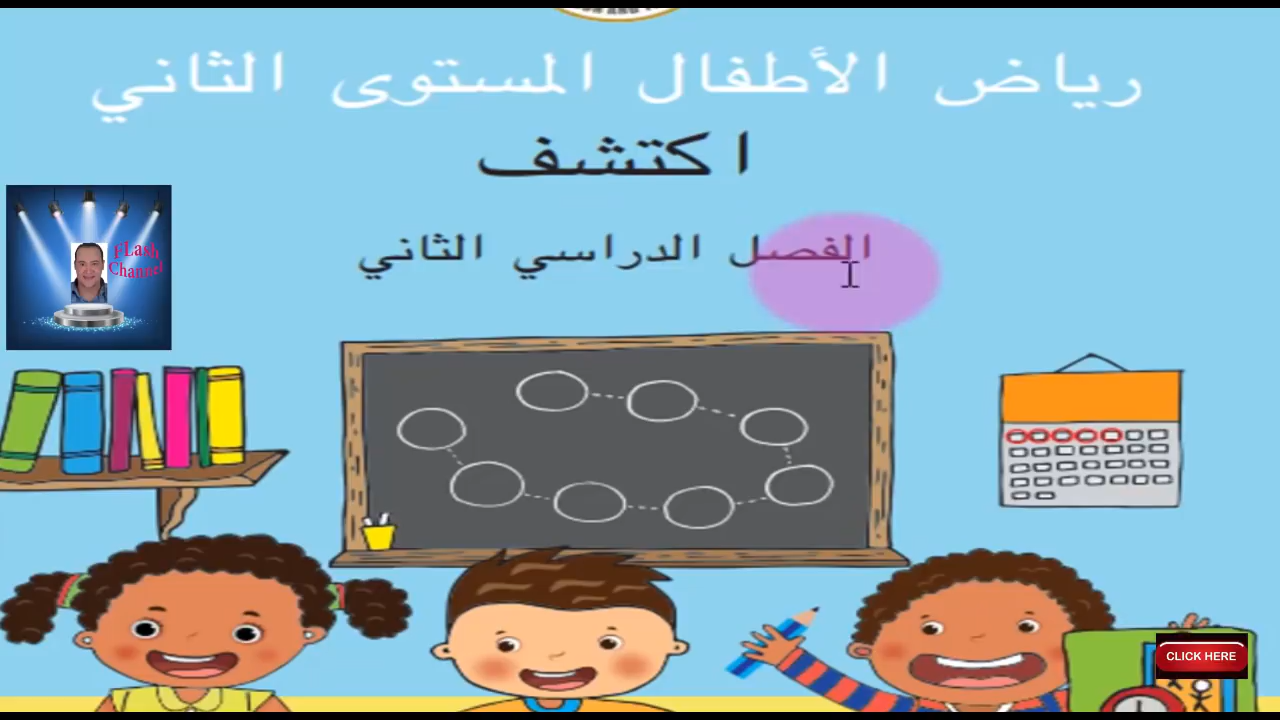 رياض الأطفال المستوى الثاني
اكتشف
الفصل الدراسي الثاني
FLash
Channel
CLICK HERE